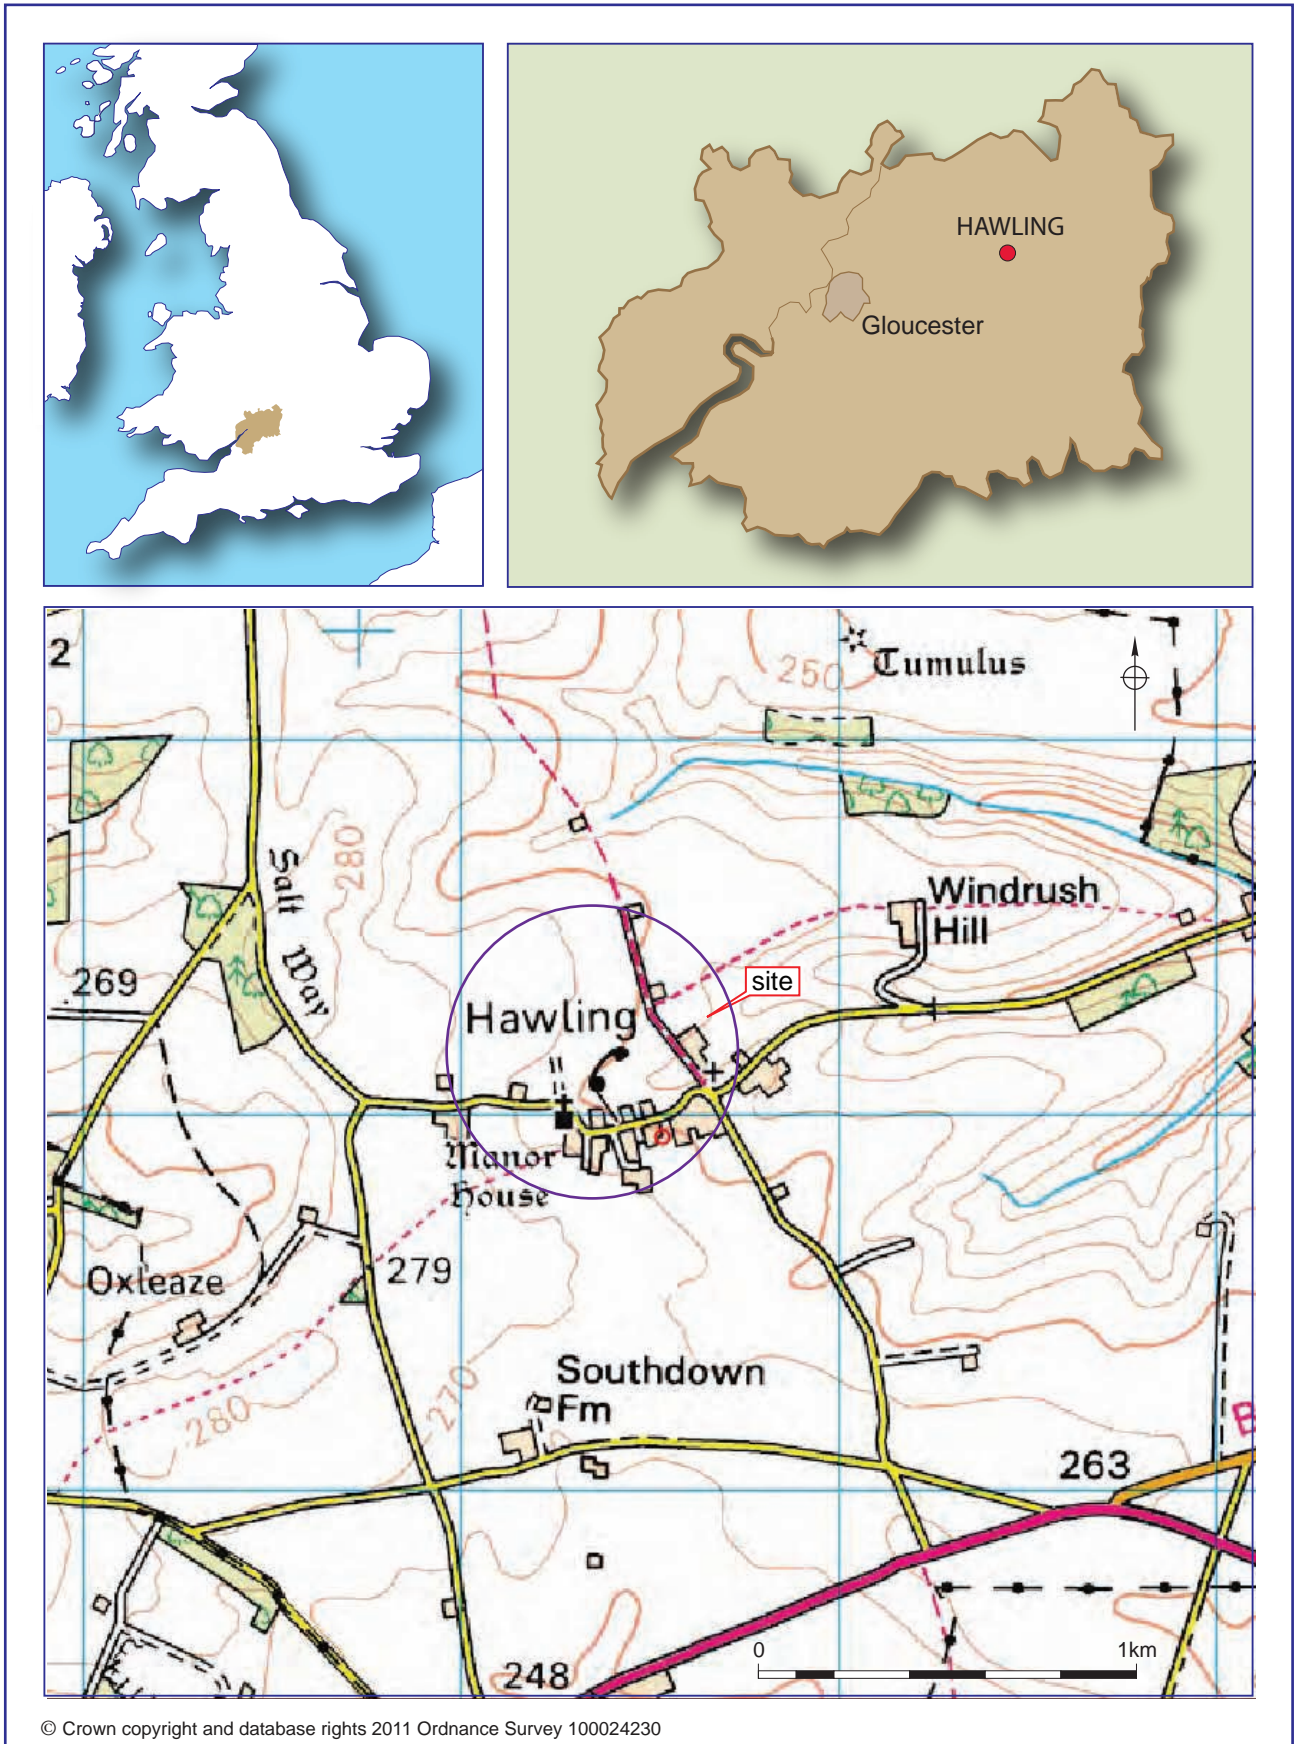 HAWLING
Gloucester
2
250
Tumulus
Salt
Way
280
Windrush
Hill
269
site
Hawling
Manor
House
279
Oxleaze
280
270
Southdown
Fm
263
B
248
0
1km
© Crown copyright and database rights 2011 Ordnance Survey 100024230